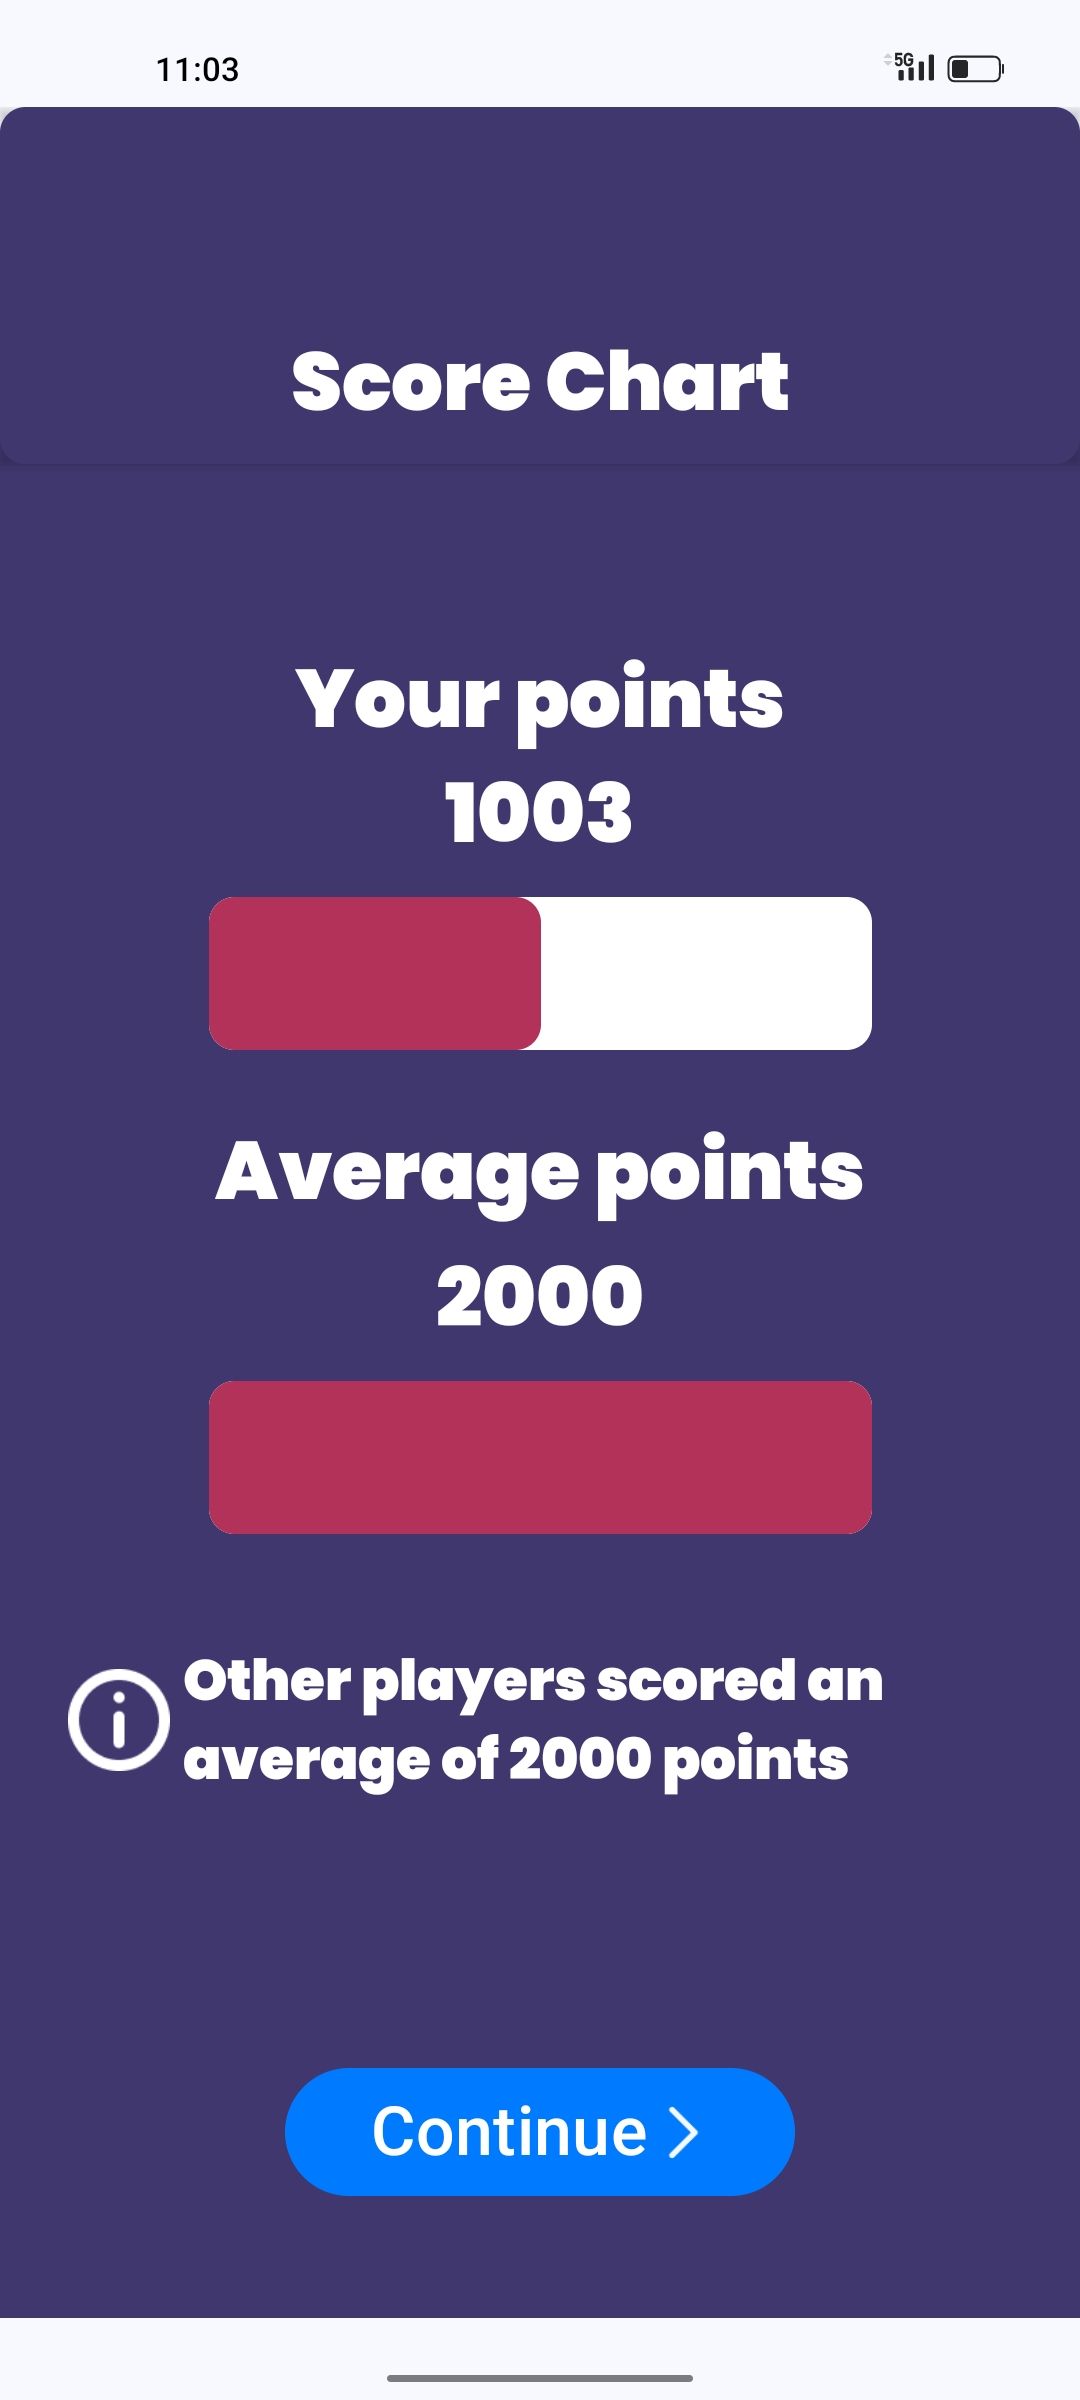 11:03
5G
Score Chart
Your points
1003
Average points
2000
Other players scored an
average of 2000 points
Continue